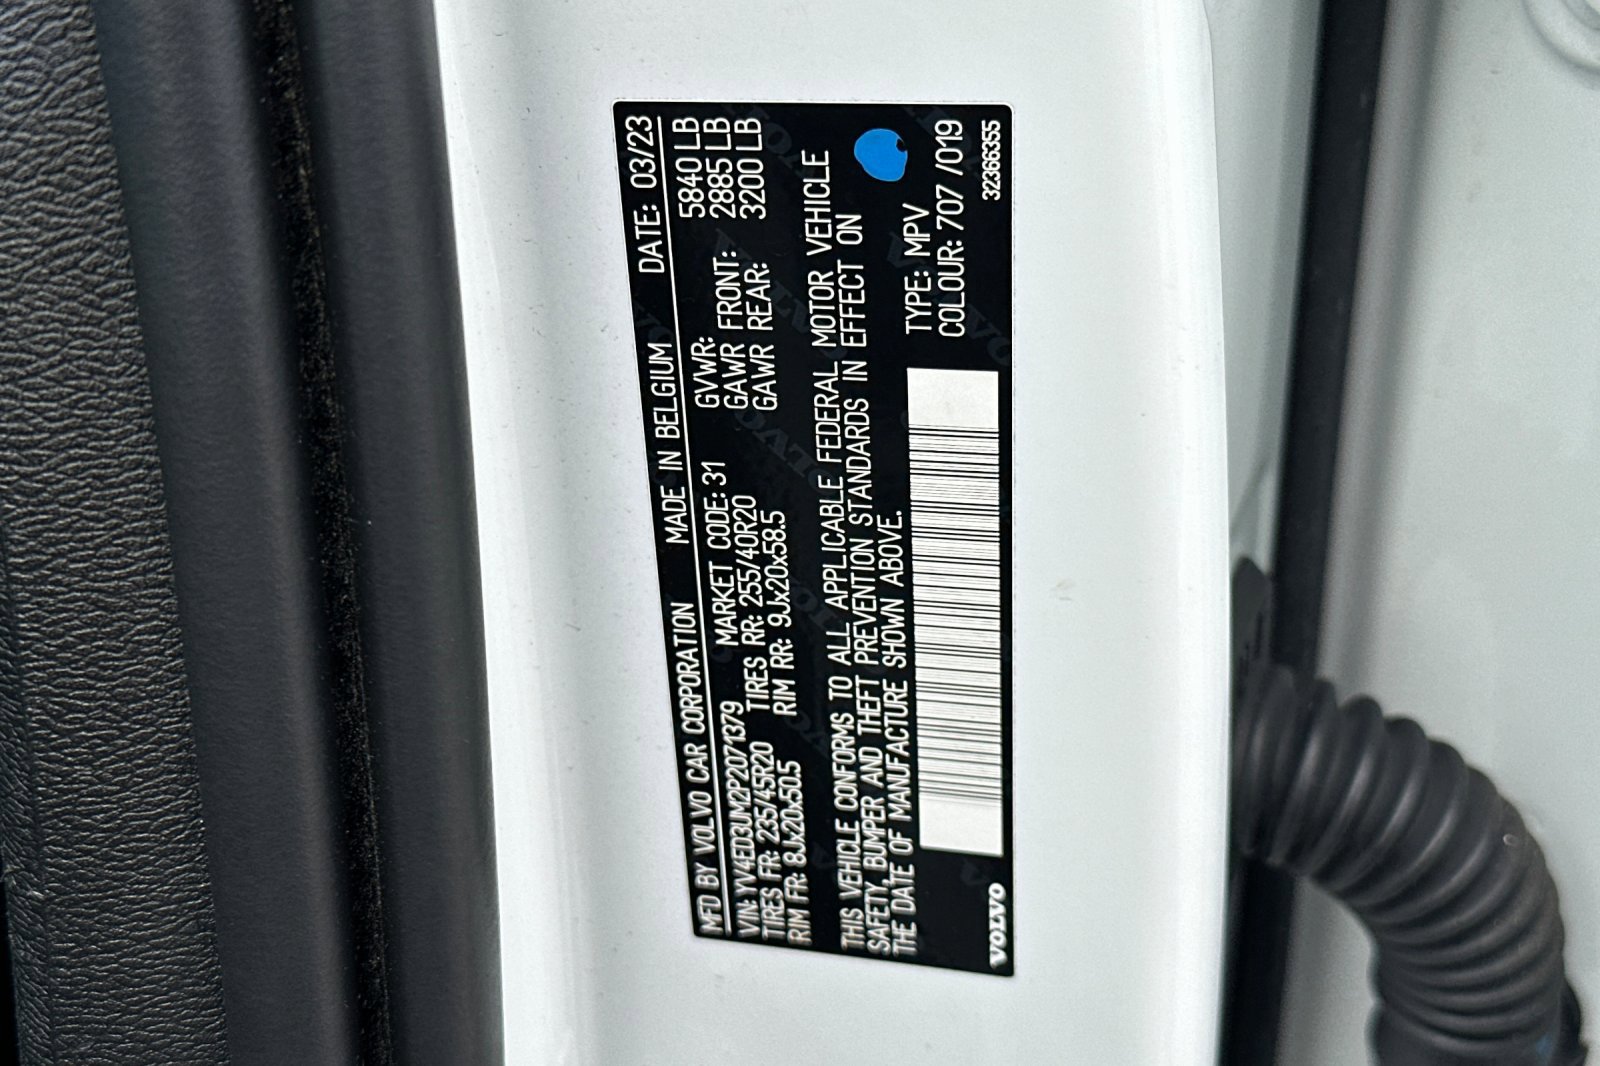 MFD BY VOLVO CAR CORPORATION MADE IN BELGIUM DATE: 03/23
VIN: YV4ED3UM2P2071379 MARKET CODE: 31 GVWR: 5840 LB
TIRES FR: 235/45R20 TIRES RR: 255/40R20 GAWR FRONT: 2885 LB
RIM FR: 8Jx20x50.5 RIM RR: 9Jx20x58.5 GAWR REAR: 3200 LB
THIS VEHICLE CONFORMS TO ALL APPLICABLE FEDERAL MOTOR VEHICLE
SAFETY, BUMPER AND THEFT PREVENTION STANDARDS IN EFFECT ON
THE DATE OF MANUFACTURE SHOWN ABOVE.
TYPE: MPV
COLOUR: 707 /019
VOLVO 32366355